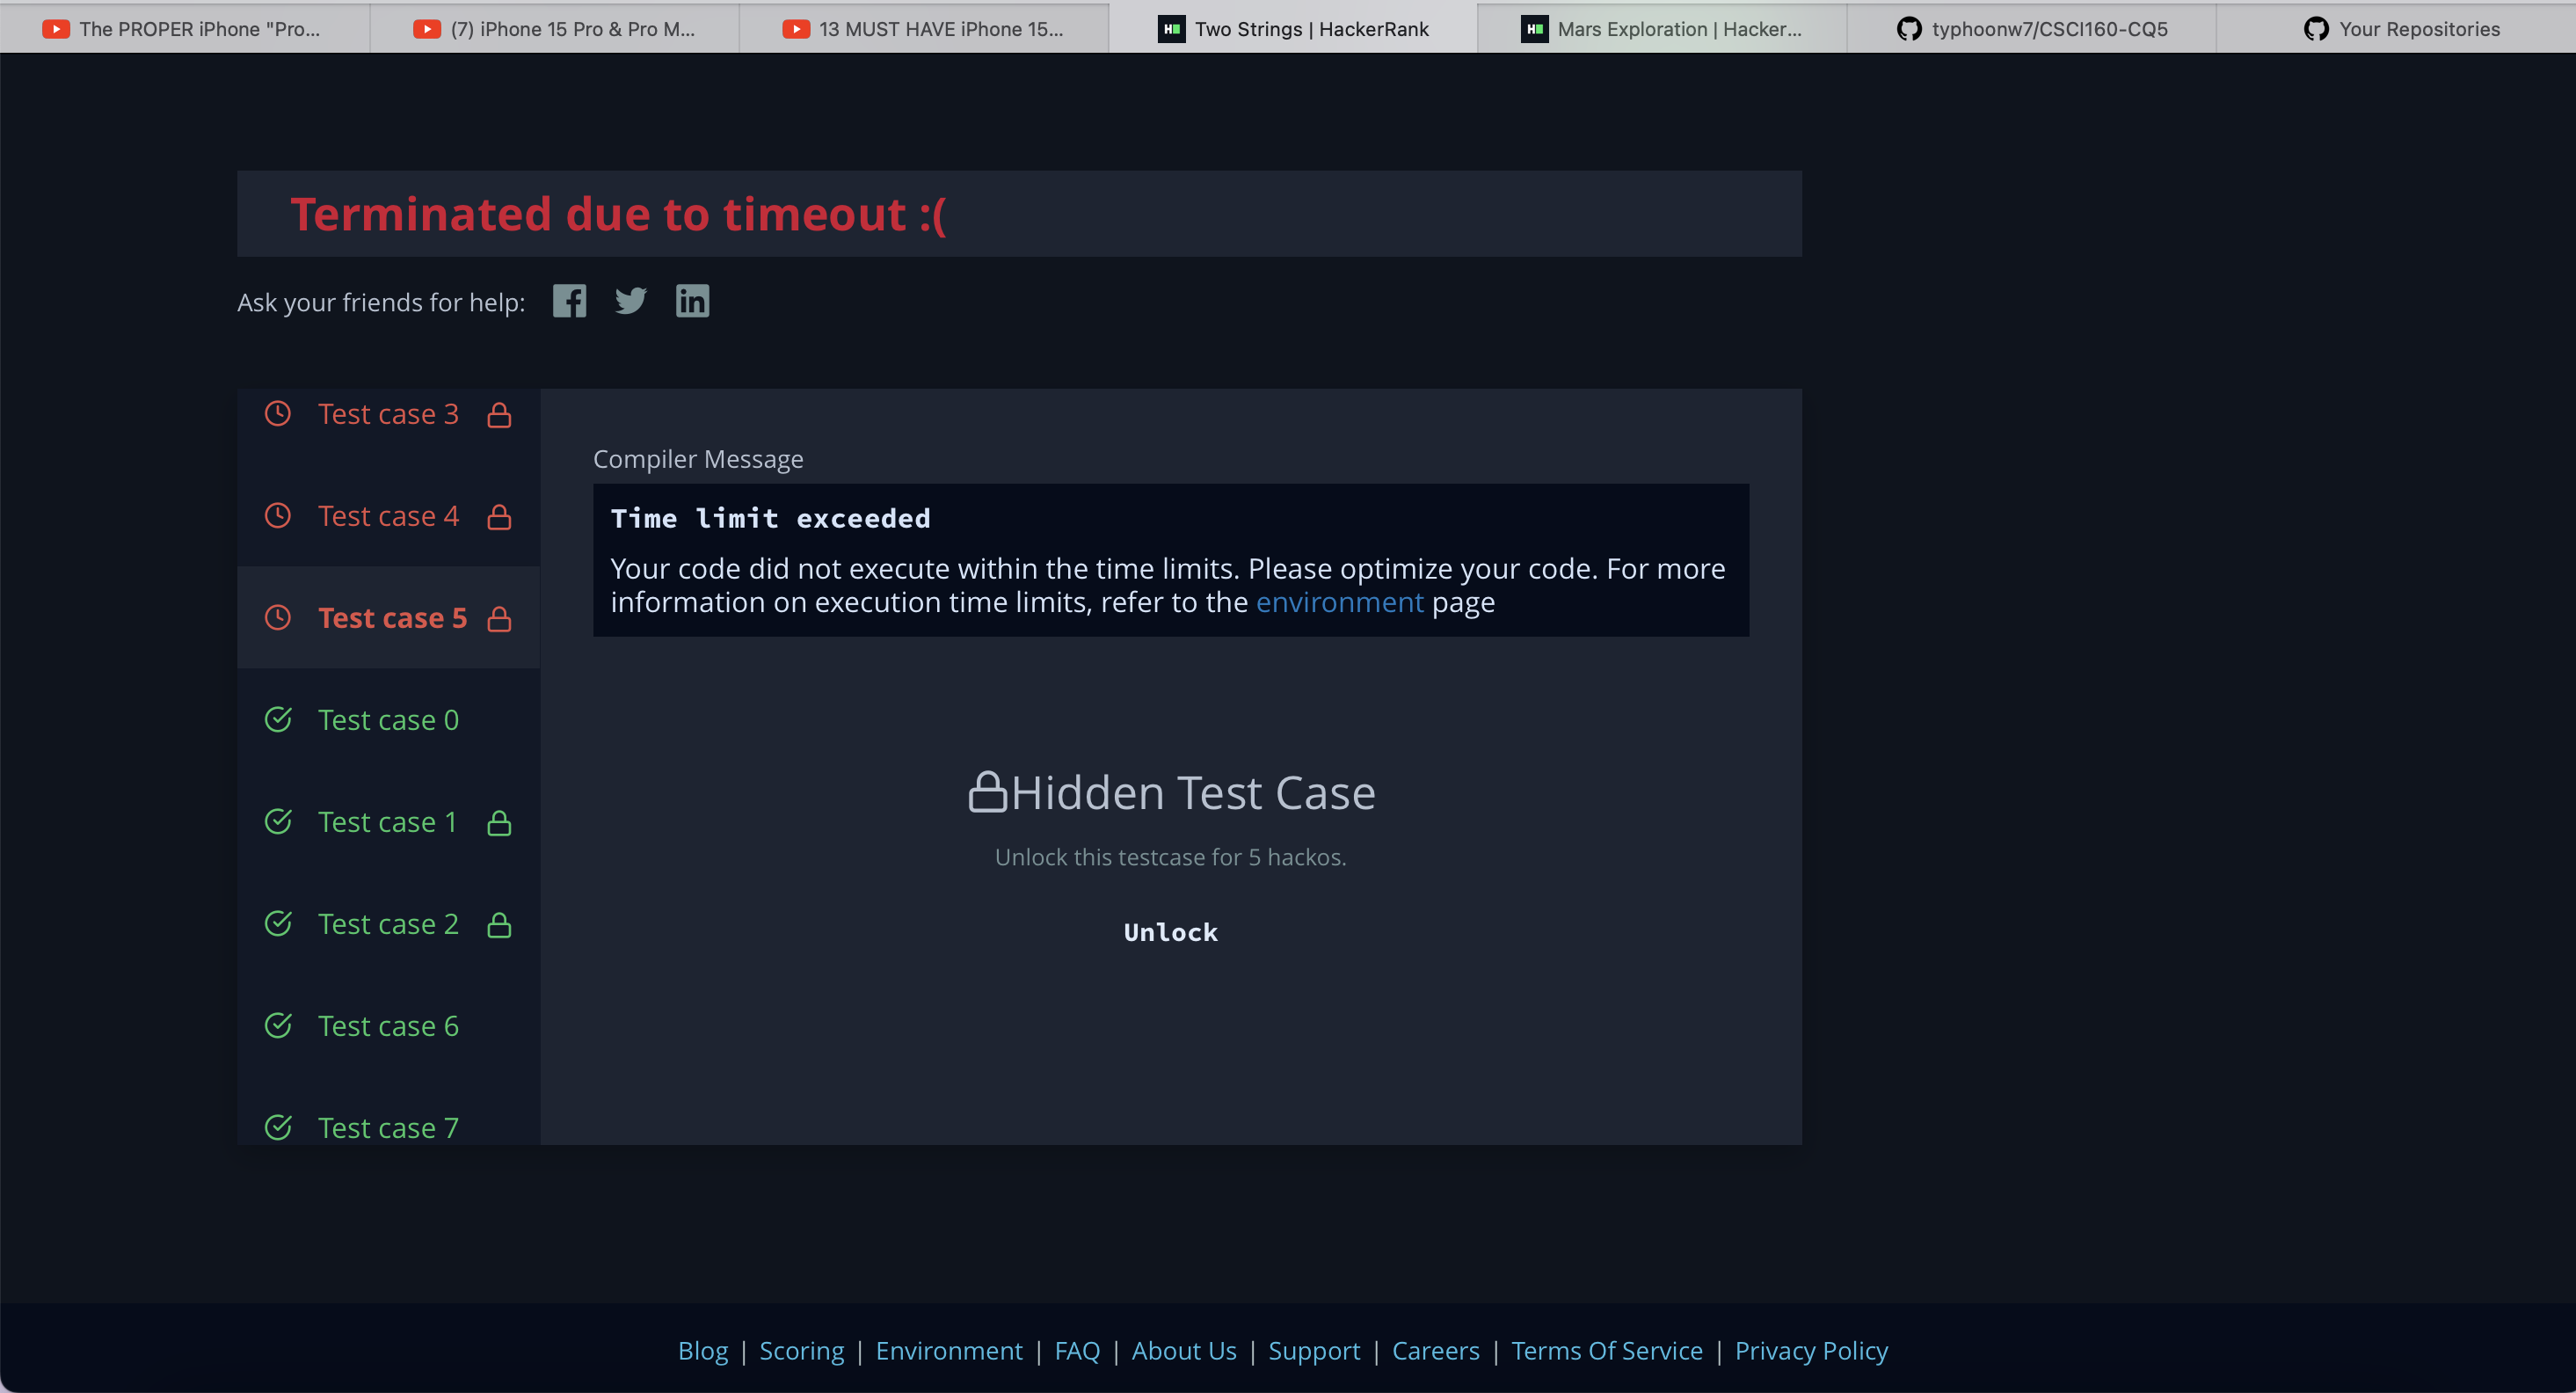 The PROPER iPhone "Pro...
(7) iPhone 15 Pro & Pro M...
13 MUST HAVE iPhone 15...
Two Strings | HackerRank
Mars Exploration | Hacker...
typhoonw7/CSCI160-CQ5
Your Repositories
Terminated due to timeout :(
Ask your friends for help:
Test case 3
Test case 4
Test case 5
Test case 0
Test case 1
Test case 2
Test case 6
Test case 7
Compiler Message
Time limit exceeded
Your code did not execute within the time limits. Please optimize your code. For more
information on execution time limits, refer to the environment page
Hidden Test Case
Unlock this testcase for 5 hackos.
Unlock
Blog | Scoring | Environment | FAQ | About Us | Support | Careers | Terms Of Service | Privacy Policy